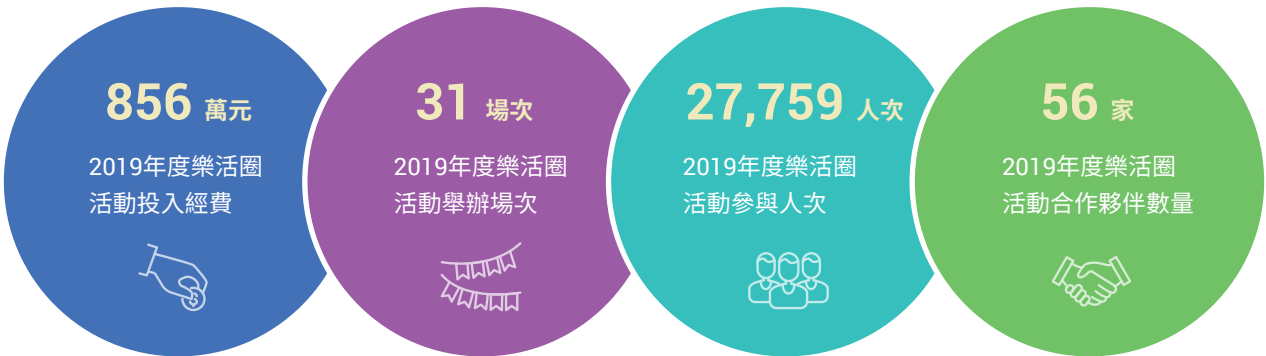 856 萬元
2019年度樂活圈
活動投入經費
31 場次
2019年度樂活圈
活動舉辦場次
27,759 人次
2019年度樂活圈
活動參與人次
56 家
2019年度樂活圈
活動合作夥伴數量